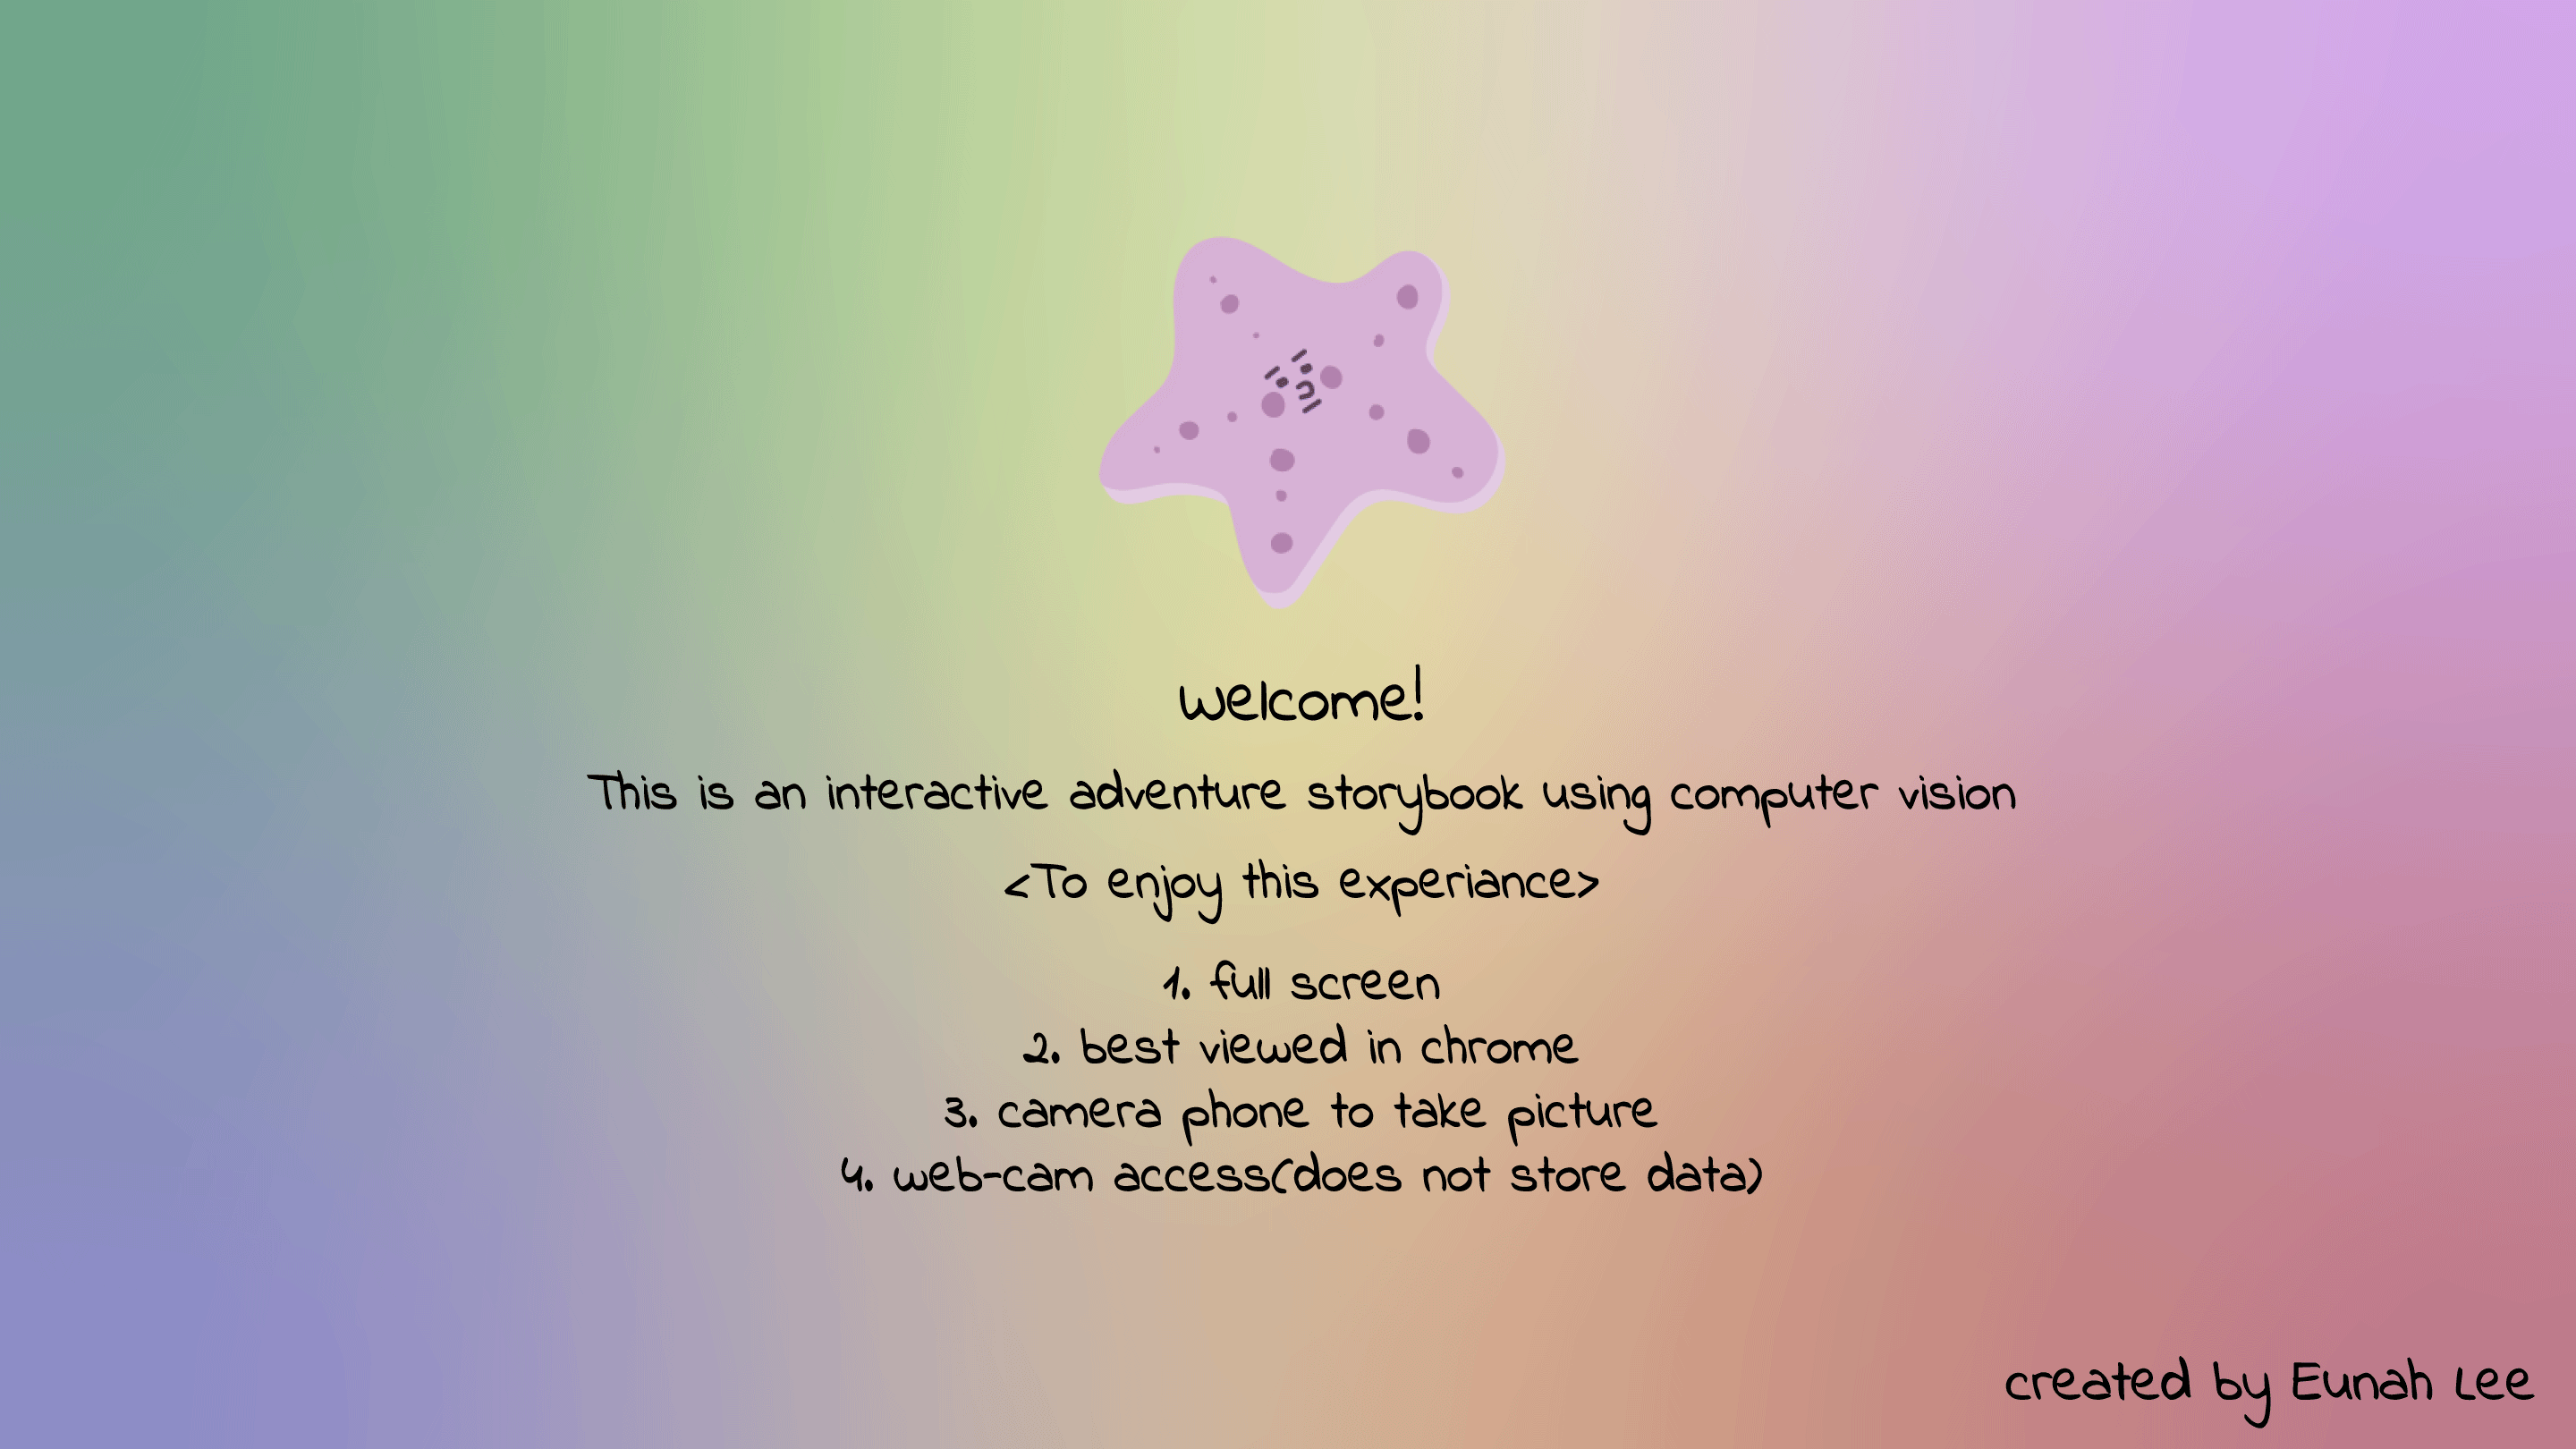 Welcome!
This is an interactive adventure storybook using computer vision
<To enjoy this experiance>
1. full screen
2. best viewed in chrome
3. camera phone to take picture
4. web-cam access(does not store data)
created by Eunah Lee